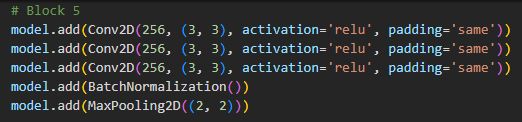 # Block 5
model.add(Conv2D(256, (3, 3), activation='relu', padding='same'))
model.add(Conv2D(256, (3, 3), activation='relu', padding='same'))
model.add(Conv2D(256, (3, 3), activation='relu', padding='same'))
model.add(BatchNormalization())
model.add(MaxPooling2D((2, 2)))